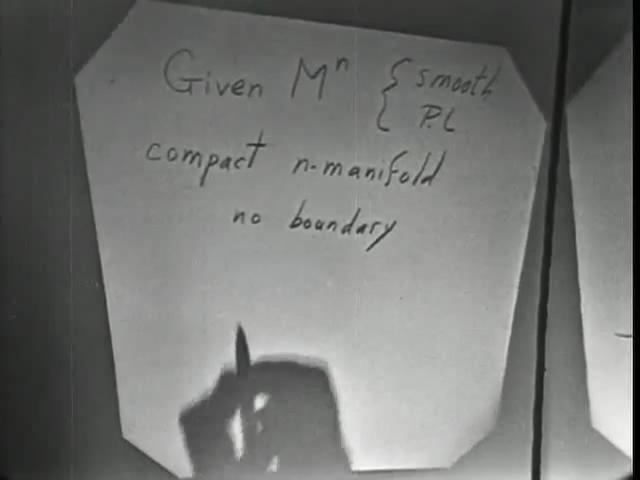 Given Mⁿ { smooth
P.L
compact n-manifold
no boundary